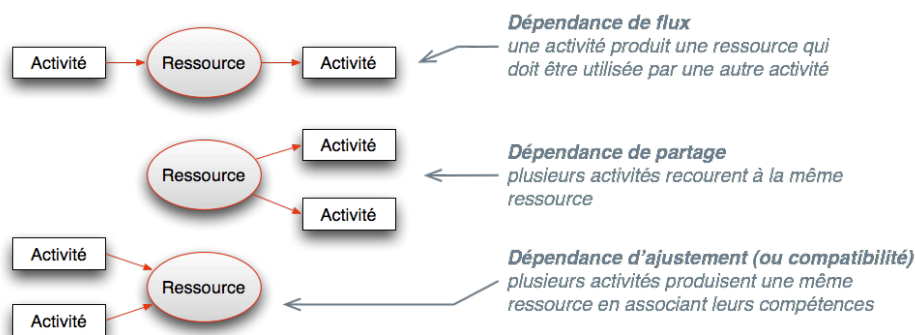 Dépendance de flux
une activité produit une ressource qui
doit être utilisée par une autre activité
Activité
Ressource
Activité
Activité
Ressource
Activité
Dépendance de partage
plusieurs activités recourent à la même
ressource
Activité
Ressource
Activité
Dépendance d'ajustement (ou compatibilité)
plusieurs activités produisent une même
ressource en associant leurs compétences